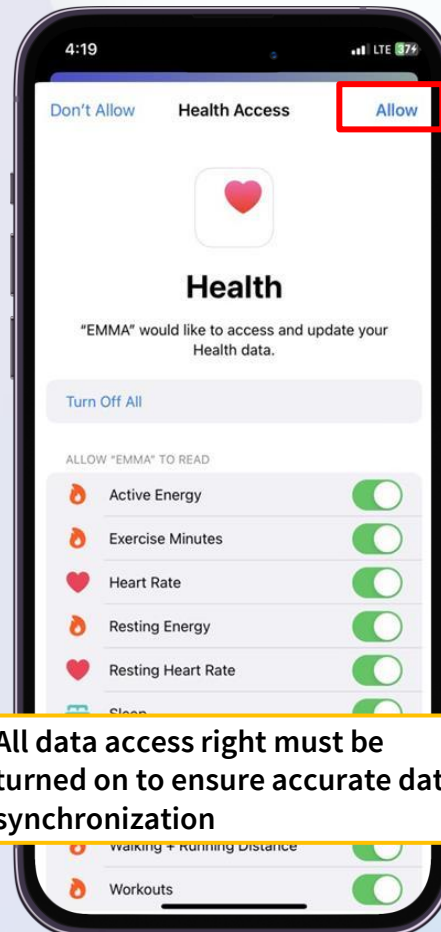 4:19
LTE 37
Don't Allow Health Access Allow
Health
"EMMA" would like to access and update your
Health data.
Turn Off All
ALLOW "EMMA" TO READ
Active Energy
Exercise Minutes
Heart Rate
Resting Energy
Resting Heart Rate
Sleep
All data access right must be
turned on to ensure accurate dat
synchronization
Walking + Running Distance
Workouts